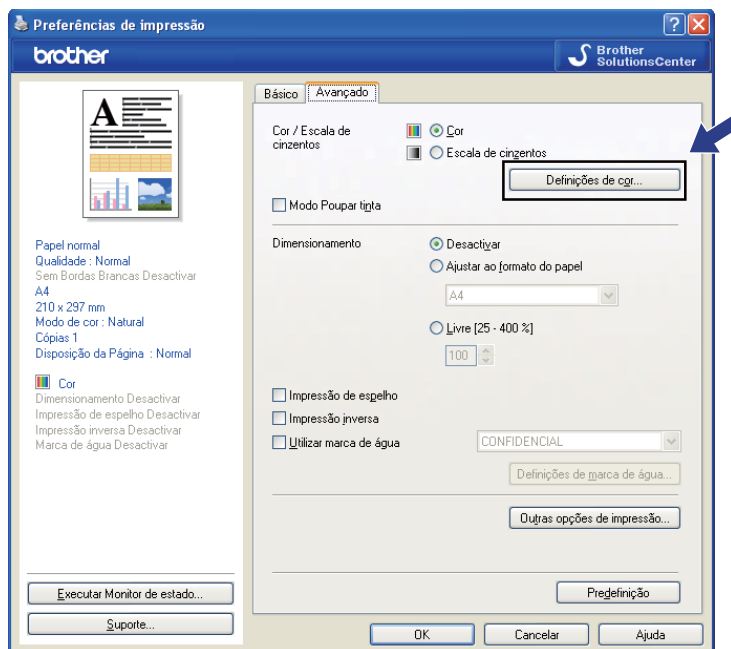 Preferências de impressão
brother
Brother
SolutionsCenter
A
Papel normal
Qualidade : Normal
Sem Bordas Brancas Desactivar
A4
210 x 297 mm
Modo de cor : Natural
Cópias 1
Disposição da Página : Normal
Cor
Dimensionamento Desactivar
Impressão de espelho Desactivar
Impressão inversa Desactivar
Marca de água Desactivar
Executar Monitor de estado...
Suporte...
Básico
Avançado
Cor / Escala de
cinzentos
Cor
Escala de cinzentos
Definições de cor...
Modo Poupar tinta
Dimensionamento
Desactivar
Ajustar ao formato do papel
A4
Livre [25 - 400 %]
100
Impressão de espelho
Impressão inversa
Utilizar marca de água
CONFIDENCIAL
Definições de marca de água...
Outras opções de impressão...
Predefinição
OK
Cancelar
Ajuda